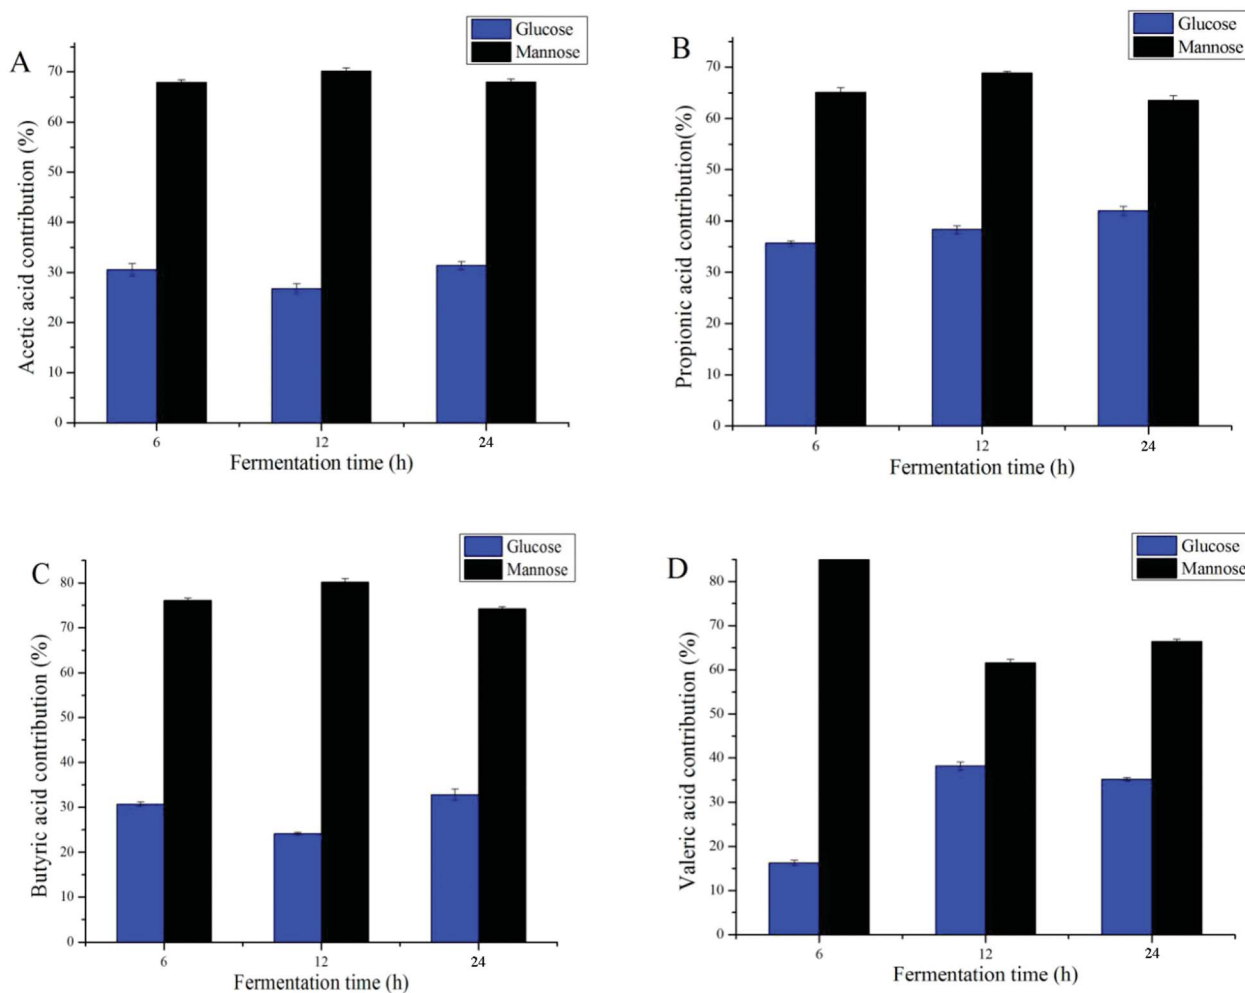 A
Glucose
Mannose
Acetic acid contribution (%)
70
60
50
40
30
20
10
0
6
12
24
Fermentation time (h)
B
Glucose
Mannose
Propionic acid contribution(%)
70
60
50
40
30
20
10
0
6
12
24
Fermentation time (h)
C
Glucose
Mannose
Butyric acid contribution (%)
80
70
60
50
40
30
20
10
0
6
12
24
Fermentation time (h)
D
Glucose
Mannose
Valeric acid contribution (%)
80
70
60
50
40
30
20
10
0
6
12
24
Fermentation time (h)